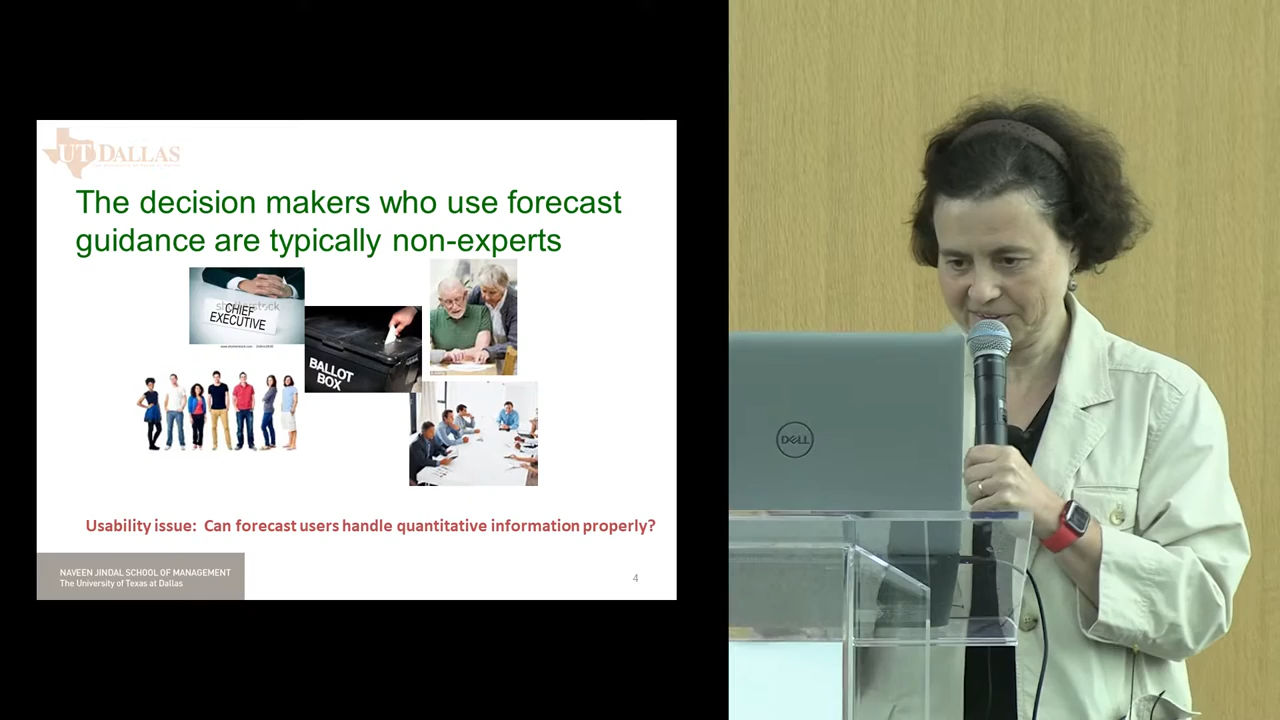 UT DALLAS
The decision makers who use forecast
guidance are typically non-experts
shutterstock
CHIEF
EXECUTIVE
BALLOT
BOX
Usability issue:  Can forecast users handle quantitative information properly?
NAVEEN JINDAL SCHOOL OF MANAGEMENT
The University of Texas at Dallas
4
DELL